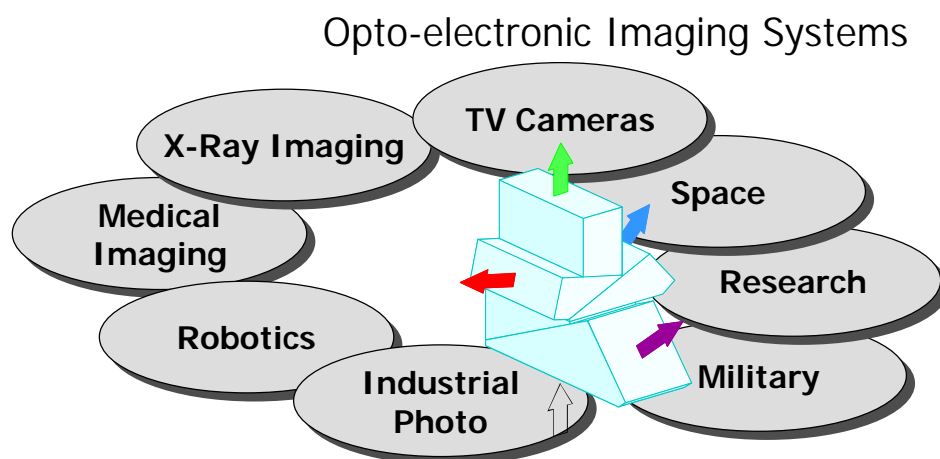 Opto-electronic Imaging Systems
TV Cameras
X-Ray Imaging
Space
Medical
Imaging
Research
Robotics
Military
Industrial
Photo